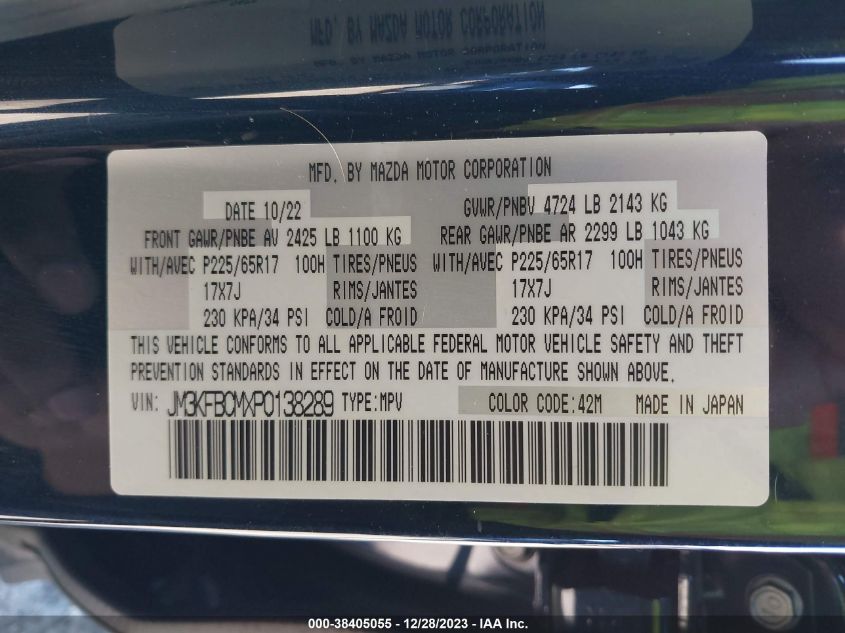 MFD. BY MAZDA MOTOR CORPORATION
MFD. BY MAZDA MOTOR CORPORATION
DATE 10/22 GVWR/PNBV 4724 LB 2143 KG
FRONT GAWR/PNBE AV 2425 LB 1100 KG REAR GAWR/PNBE AR 2299 LB 1043 KG
WITH/AVEC P225/65R17 100H TIRES/PNEUS WITH/AVEC P225/65R17 100H TIRES/PNEUS
17X7J RIMS/JANTES 17X7J RIMS/JANTES
230 KPA/34 PSI COLD/A FROID 230 KPA/34 PSI COLD/A FROID
THIS VEHICLE CONFORMS TO ALL APPLICABLE FEDERAL MOTOR VEHICLE SAFETY AND THEFT
PREVENTION STANDARDS IN EFFECT ON THE DATE OF MANUFACTURE SHOWN ABOVE.
VIN: JM3KFBCMXP0138289 TYPE:MPV COLOR CODE:42M MADE IN JAPAN
000-38405055 - 12/28/2023 - IAA Inc.